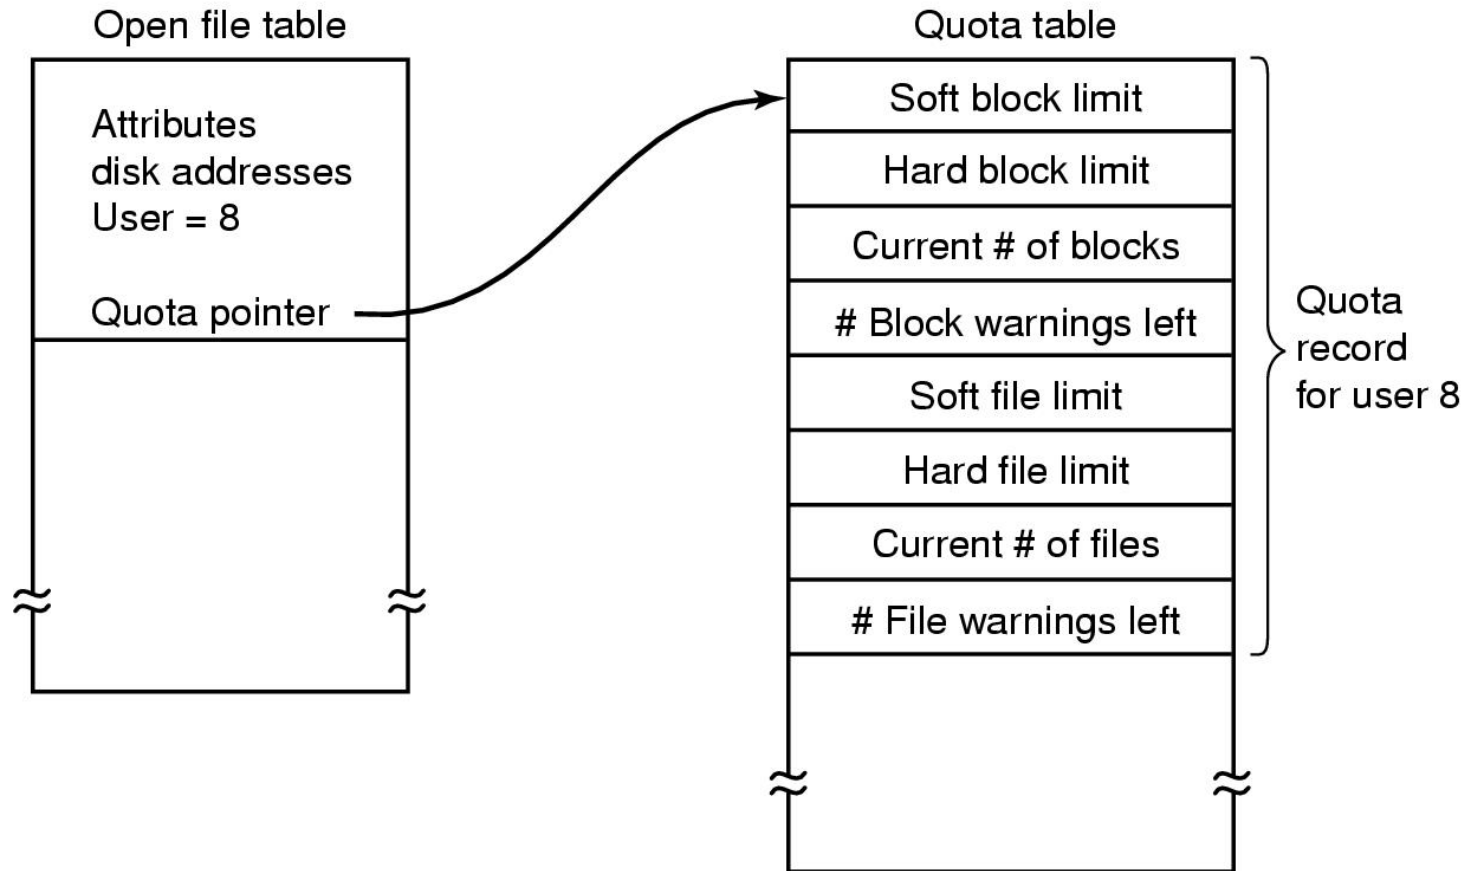 Open file table
Attributes
disk addresses
User = 8
Quota pointer
Quota table
Soft block limit
Hard block limit
Current # of blocks
# Block warnings left
Soft file limit
Hard file limit
Current # of files
# File warnings left
Quota
record
for user 8